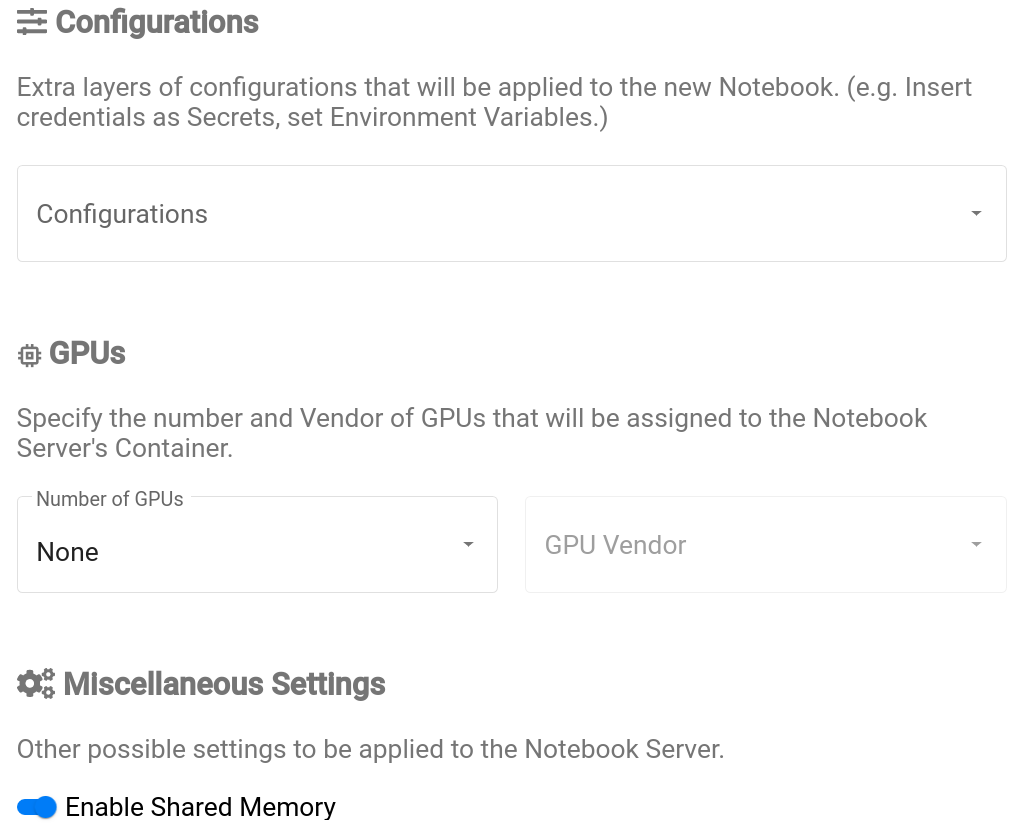 Configurations
Extra layers of configurations that will be applied to the new Notebook. (e.g. Insert
credentials as Secrets, set Environment Variables.)
Configurations
GPUs
Specify the number and Vendor of GPUs that will be assigned to the Notebook
Server's Container.
Number of GPUs
None
GPU Vendor
Miscellaneous Settings
Other possible settings to be applied to the Notebook Server.
Enable Shared Memory